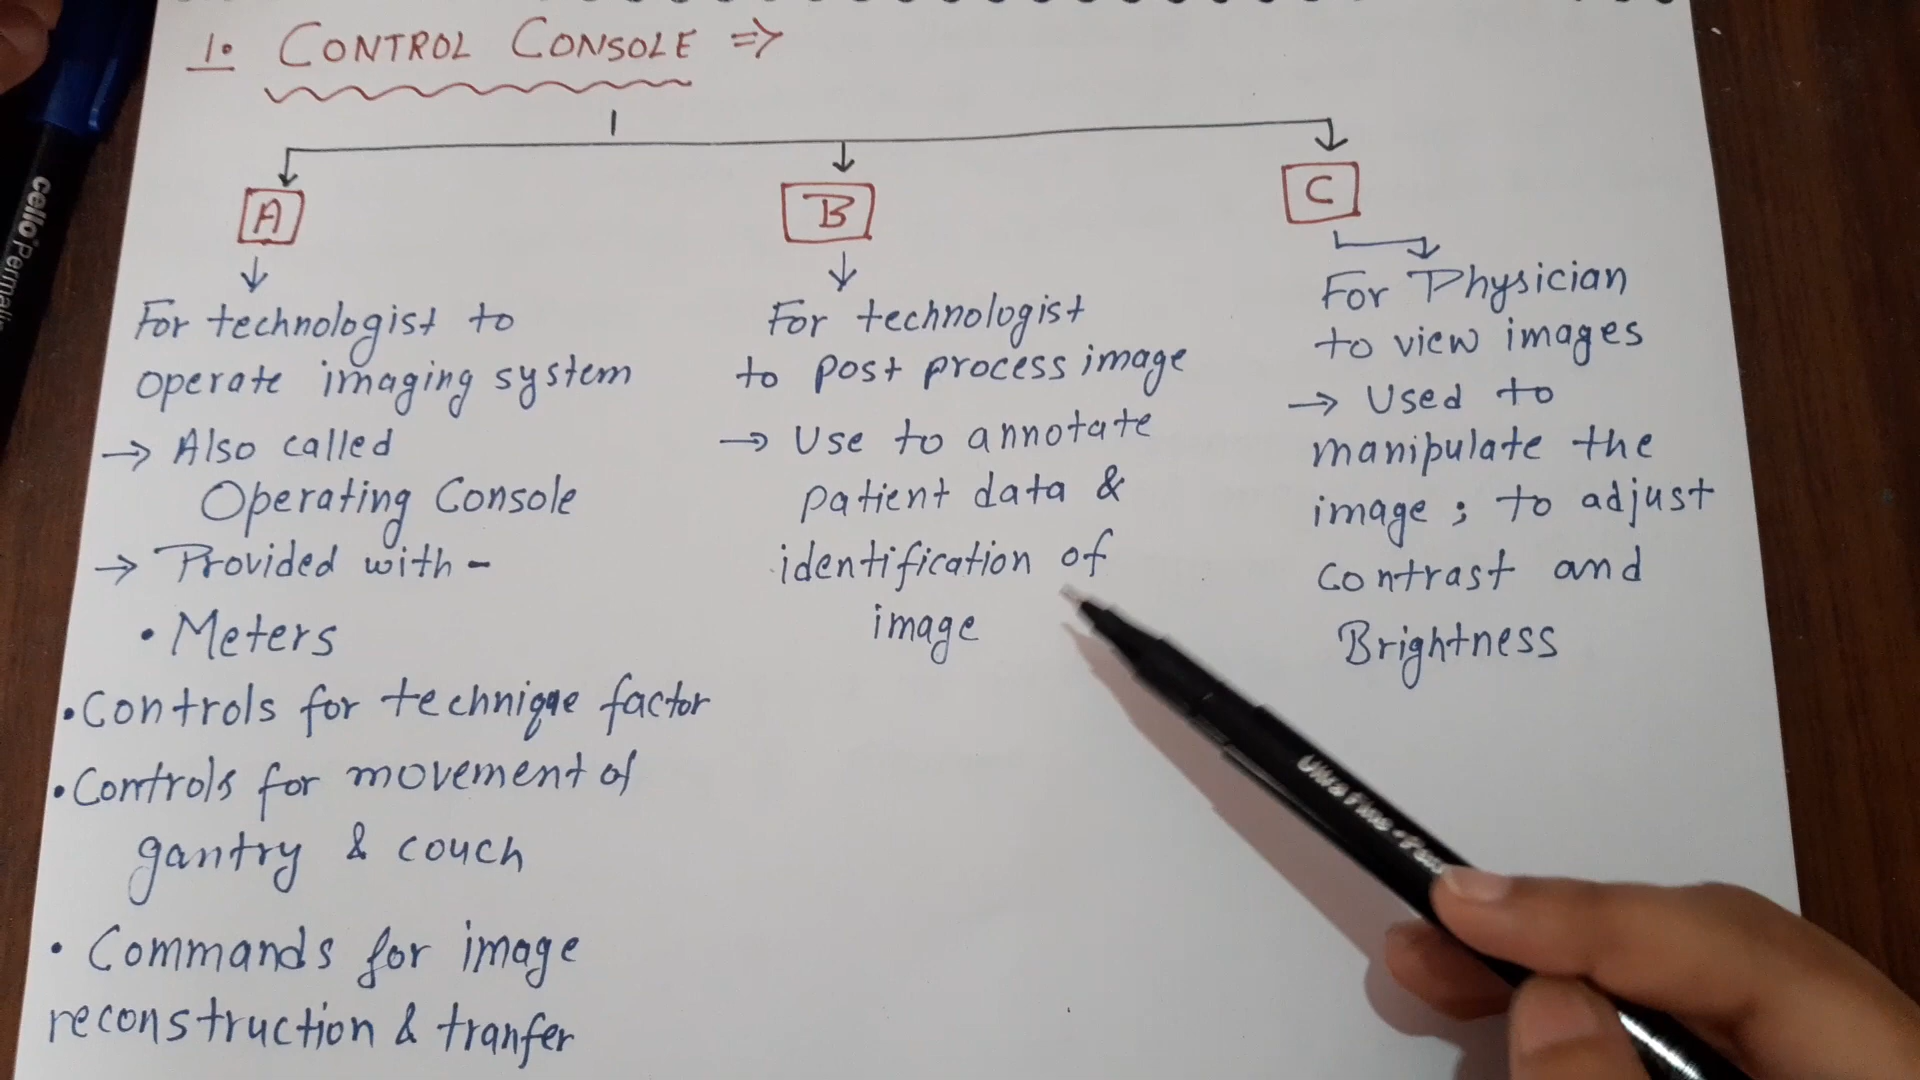 1. CONTROL CONSOLE ⇒
A
For technologist to
operate imaging system
→ Also called
Operating Console
→ Provided with -
• Meters
• Controls for technique factor
• Controls for movement of
gantry & couch
• Commands for image
reconstruction & tranfer
B
For technologist
to post process image
→ Use to annotate
patient data &
identification of
image
C
For Physician
to view images
→ Used to
manipulate the
image ; to adjust
contrast and
Brightness
cello
Ultra Fine